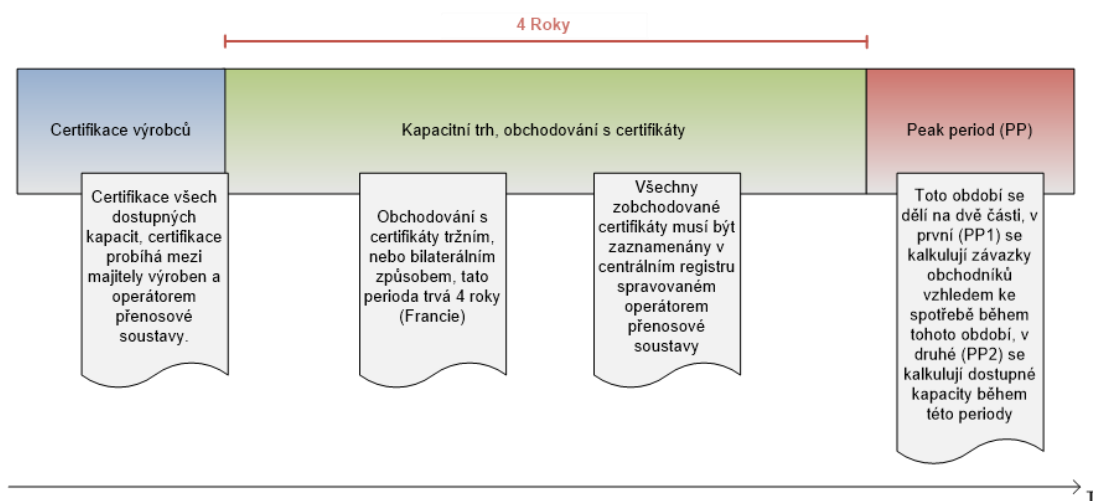 4 Roky
Certifikace výrobců
Kapacitní trh, obchodování s certifikáty
Peak period (PP)
Certifikace všech
dostupných
kapacit, certifikace
probíhá mezi
majitely výroben a
operátorem
přenosové
soustavy.
Obchodování s
certifikáty tržním,
nebo bilaterálním
způsobem, tato
perioda trvá 4 roky
(Francie)
Všechny
zobchodované
certifikáty musí být
zaznamenány v
centrálním registru
spravovaném
operátorem
přenosové
soustavy
Toto období se
dělí na dvě části, v
první (PP1) se
kalkulují závazky
obchodníků
vzhledem ke
spotřebě během
tohoto období, v
druhé (PP2) se
kalkulují dostupné
kapacity během
této periody